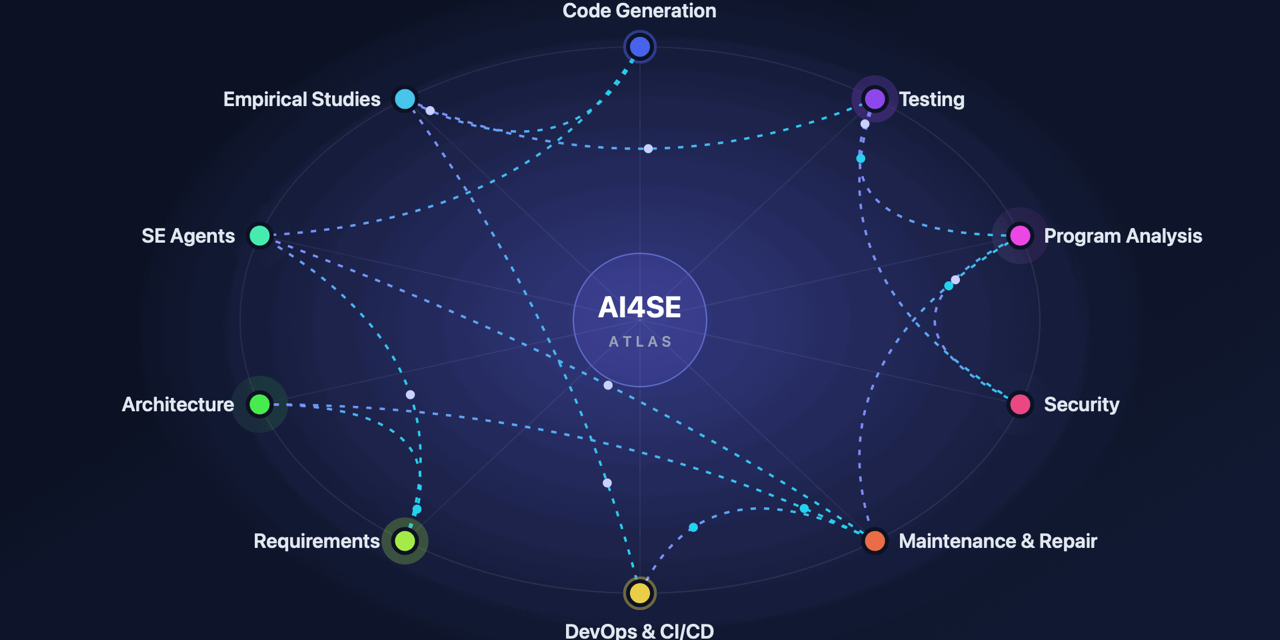 Code Generation
Empirical Studies
Testing
SE Agents
Program Analysis
AI4SE
ATLAS
Architecture
Security
Requirements
Maintenance & Repair
DevOps & CI/CD